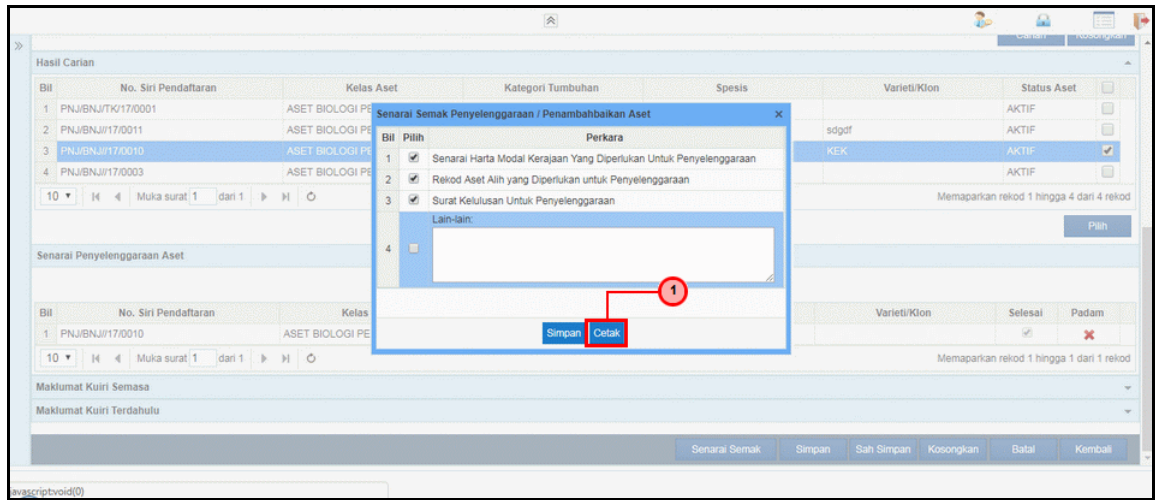 Carian Kosongkan
Hasil Carian
Bil No. Siri Pendaftaran Kelas Aset Kategori Tumbuhan Spesis Varieti/Klon Status Aset
1 PNJ/BNJ/TK/17/0001 ASET BIOLOGI PE AKTIF
2 PNJ/BNJ//17/0011 ASET BIOLOGI PE sdgdf AKTIF
3 PNJ/BNJ//17/0010 ASET BIOLOGI PE KEK AKTIF
4 PNJ/BNJ//17/0003 ASET BIOLOGI PE AKTIF
10 Muka surat 1 dari 1 Memaparkan rekod 1 hingga 4 dari 4 rekod
Pilih
Senarai Semak Penyelenggaraan / Penambahbaikan Aset x
Bil Pilih Perkara
1 Senarai Harta Modal Kerajaan Yang Diperlukan Untuk Penyelenggaraan
2 Rekod Aset Alih yang Diperlukan untuk Penyelenggaraan
3 Surat Kelulusan Untuk Penyelenggaraan
4 Lain-lain:
1
Simpan Cetak
Senarai Penyelenggaraan Aset
Bil No. Siri Pendaftaran Kelas Varieti/Klon Selesai Padam
1 PNJ/BNJ//17/0010 ASET BIOLOGI PE
10 Muka surat 1 dari 1 Memaparkan rekod 1 hingga 1 dari 1 rekod
Maklumat Kuiri Semasa
Maklumat Kuiri Terdahulu
Senarai Semak Simpan Sah Simpan Kosongkan Batal Kembali
javascript:void(0)